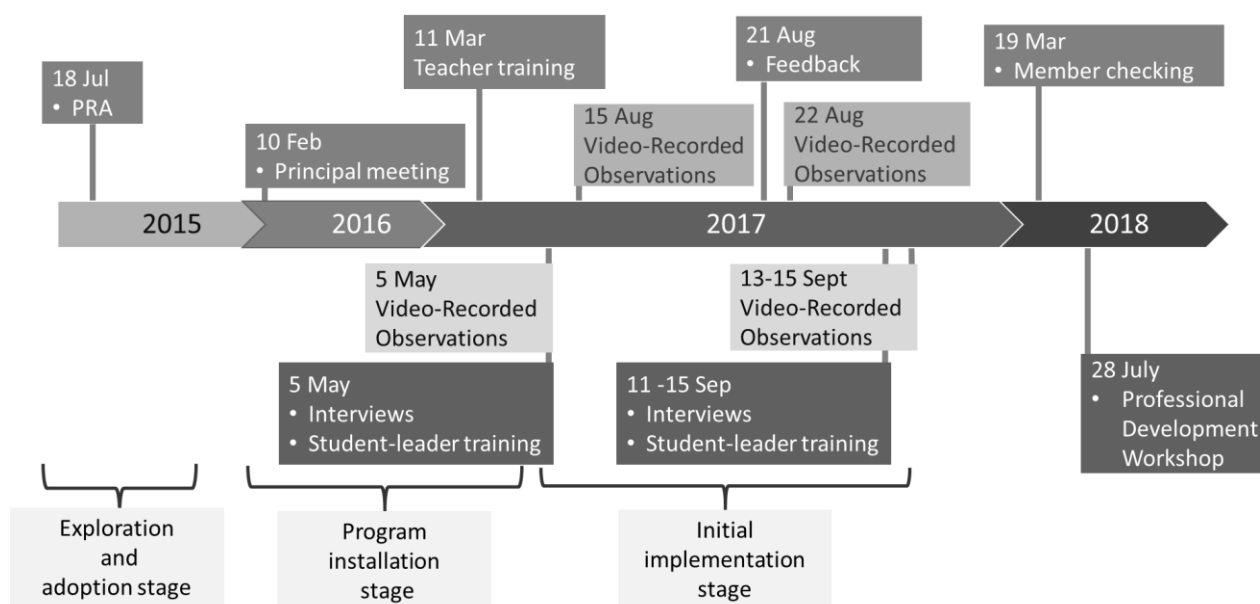 18 Jul
• PRA
10 Feb
• Principal meeting
11 Mar
Teacher training
15 Aug
Video-Recorded
Observations
21 Aug
• Feedback
22 Aug
Video-Recorded
Observations
19 Mar
• Member checking
2015
2016
2017
2018
5 May
Video-Recorded
Observations
13-15 Sept
Video-Recorded
Observations
5 May
• Interviews
• Student-leader training
11 -15 Sep
• Interviews
• Student-leader training
28 July
• Professional
Development
Workshop
Exploration
and
adoption stage
Program
installation
stage
Initial
implementation
stage